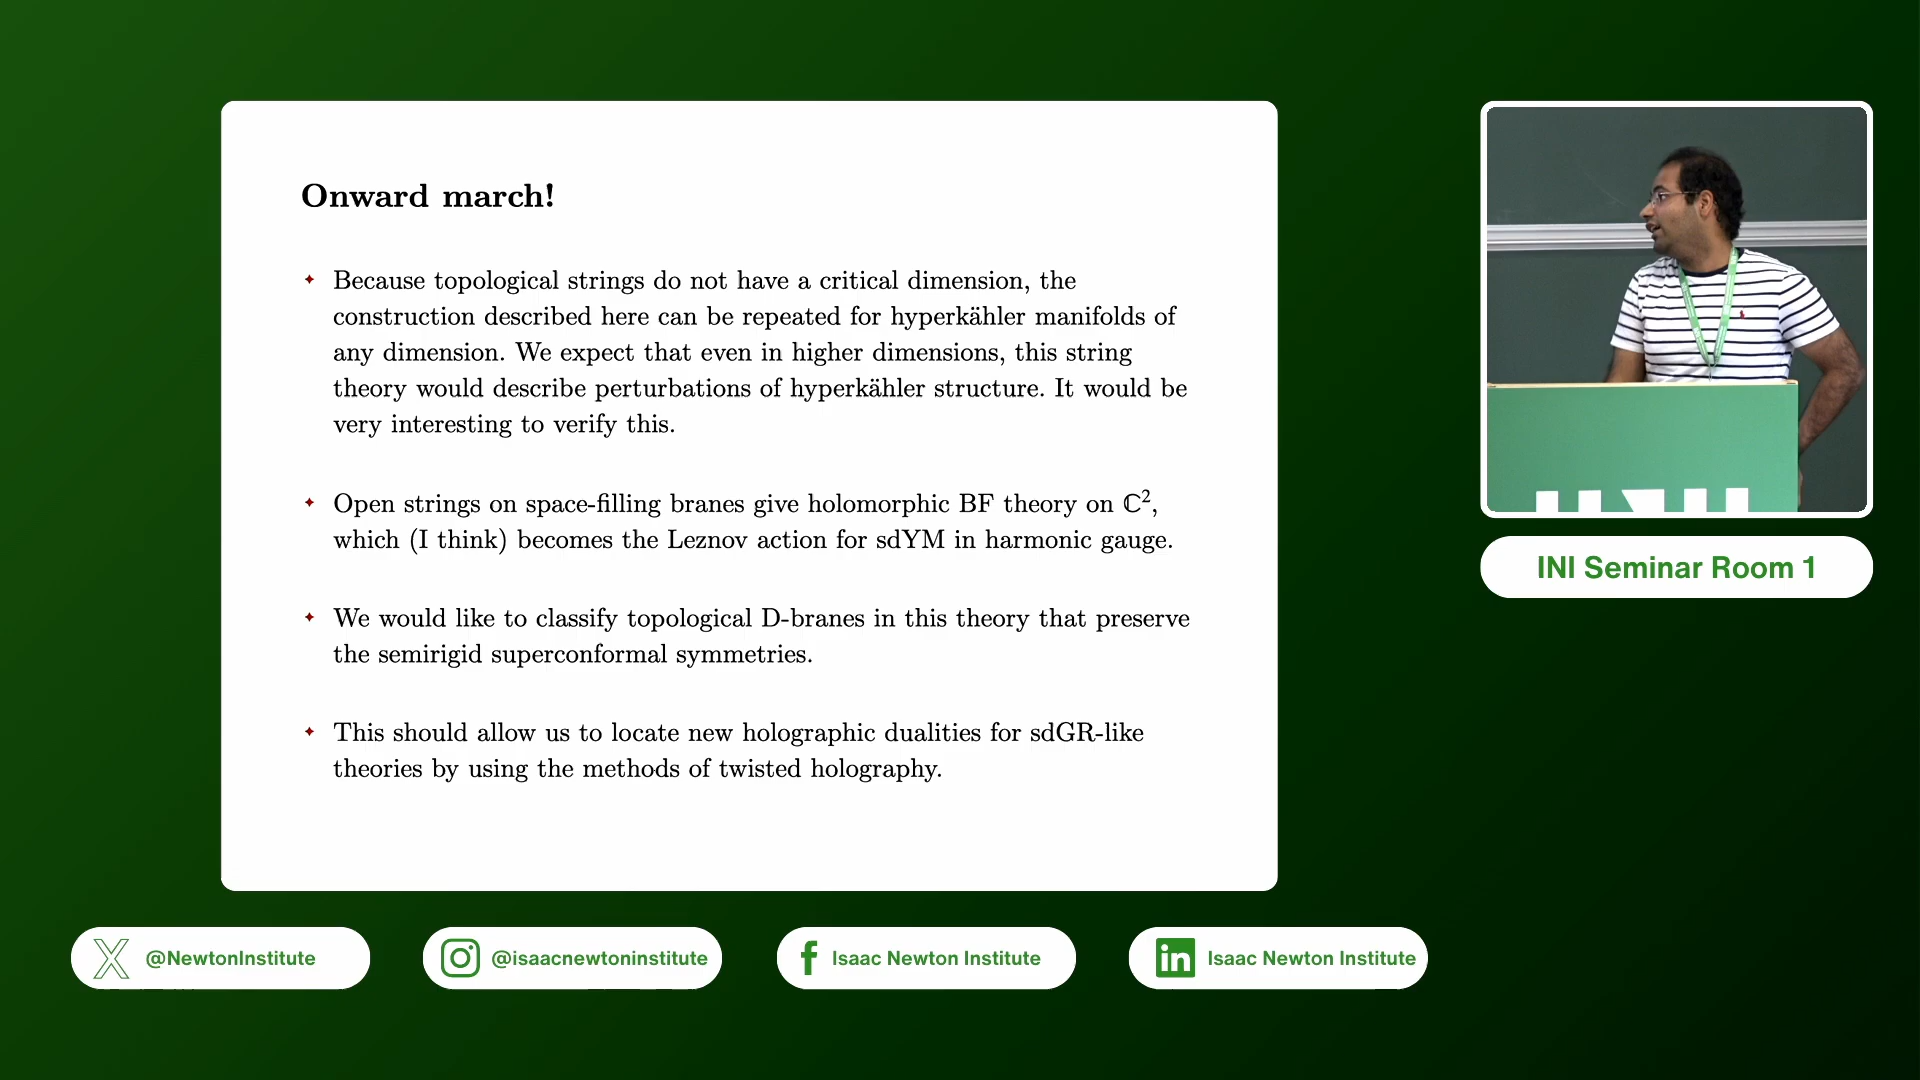 Onward march!
Because topological strings do not have a critical dimension, the
construction described here can be repeated for hyperkähler manifolds of
any dimension. We expect that even in higher dimensions, this string
theory would describe perturbations of hyperkähler structure. It would be
very interesting to verify this.
Open strings on space-filling branes give holomorphic BF theory on ℂ²,
which (I think) becomes the Leznov action for sdYM in harmonic gauge.
We would like to classify topological D-branes in this theory that preserve
the semirigid superconformal symmetries.
This should allow us to locate new holographic dualities for sdGR-like
theories by using the methods of twisted holography.
INI Seminar Room 1
@NewtonInstitute
@isaacnewtoninstitute
Isaac Newton Institute
Isaac Newton Institute